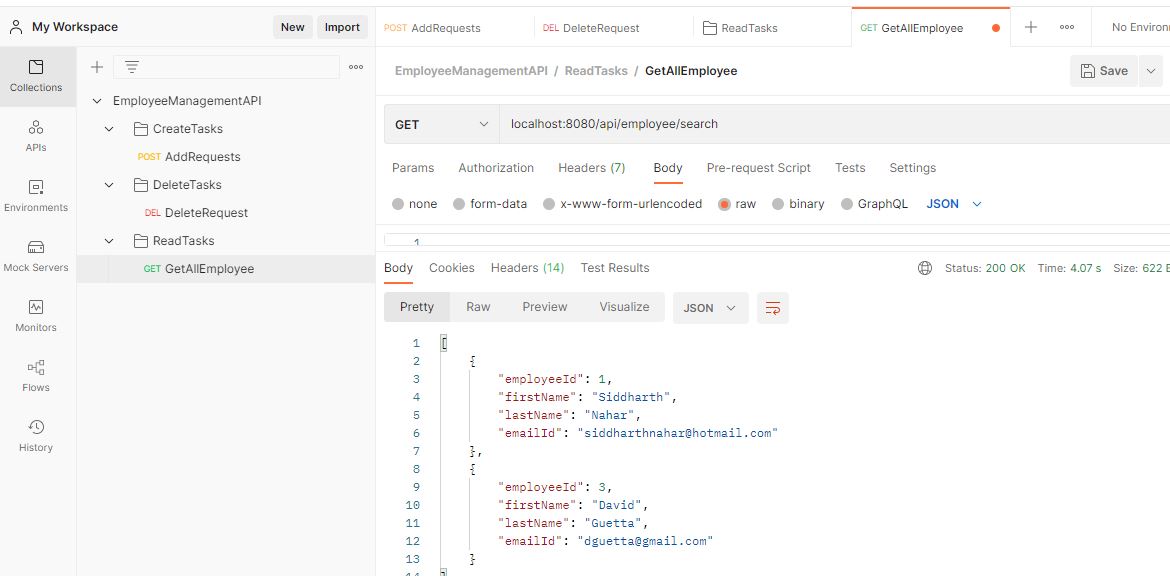 My Workspace
New
Import
POST AddRequests
DEL DeleteRequest
ReadTasks
GET GetAllEmployee
No Environ
Collections
APIs
Environments
Mock Servers
Monitors
Flows
History
EmployeeManagementAPI
CreateTasks
POST AddRequests
DeleteTasks
DEL DeleteRequest
ReadTasks
GET GetAllEmployee
EmployeeManagementAPI / ReadTasks / GetAllEmployee
Save
GET
localhost:8080/api/employee/search
Params Authorization Headers (7) Body Pre-request Script Tests Settings
none form-data x-www-form-urlencoded raw binary GraphQL JSON
1
Body Cookies Headers (14) Test Results
Status: 200 OK Time: 4.07 s Size: 622 B
Pretty Raw Preview Visualize JSON
1 [
2 {
3 "employeeId": 1,
4 "firstName": "Siddharth",
5 "lastName": "Nahar",
6 "emailId": "siddharthnahar@hotmail.com"
7 },
8 {
9 "employeeId": 3,
10 "firstName": "David",
11 "lastName": "Guetta",
12 "emailId": "dguetta@gmail.com"
13 }
14 ]